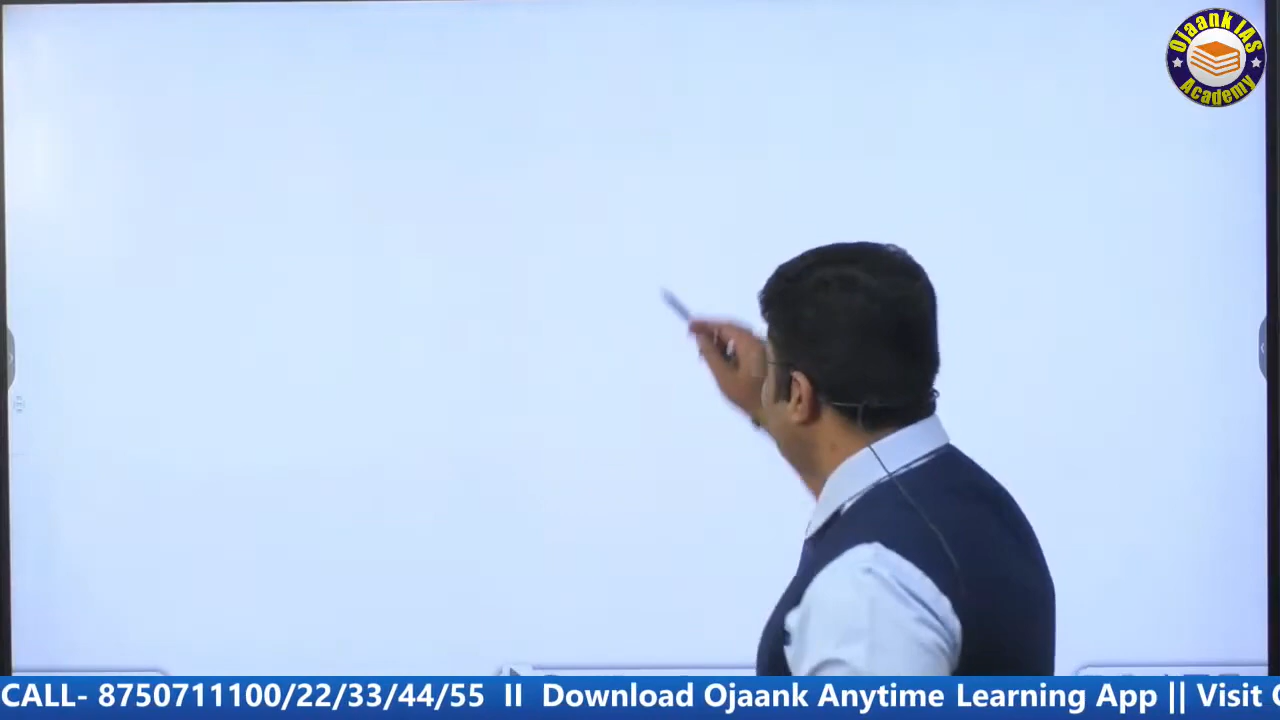 Ojaank IAS
Academy
CALL- 8750711100/22/33/44/55 II Download Ojaank Anytime Learning App || Visit